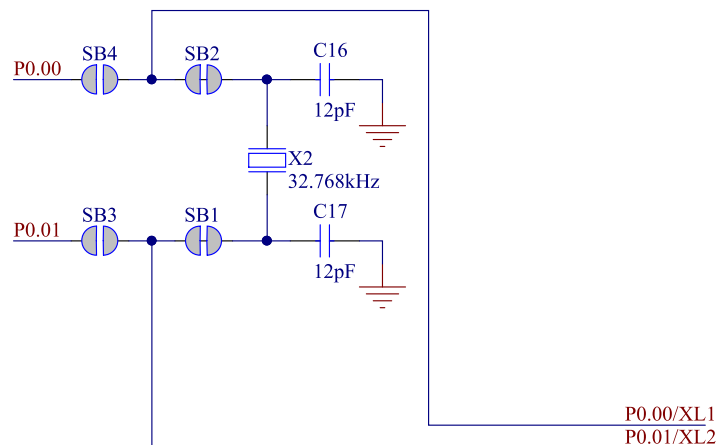 SB4
SB2
C16
P0.00
12pF
X2
32.768kHz
SB3
SB1
C17
P0.01
12pF
P0.00/XL1
P0.01/XL2